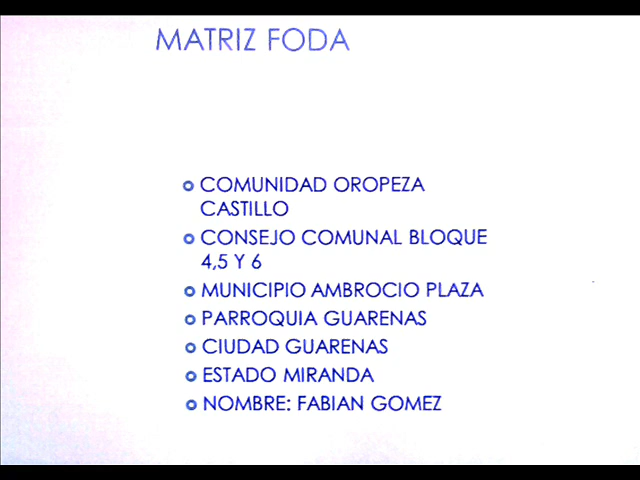 MATRIZ FODA
COMUNIDAD OROPEZA
CASTILLO
CONSEJO COMUNAL BLOQUE
4,5 Y 6
MUNICIPIO AMBROCIO PLAZA
PARROQUIA GUARENAS
CIUDAD GUARENAS
ESTADO MIRANDA
NOMBRE: FABIAN GOMEZ